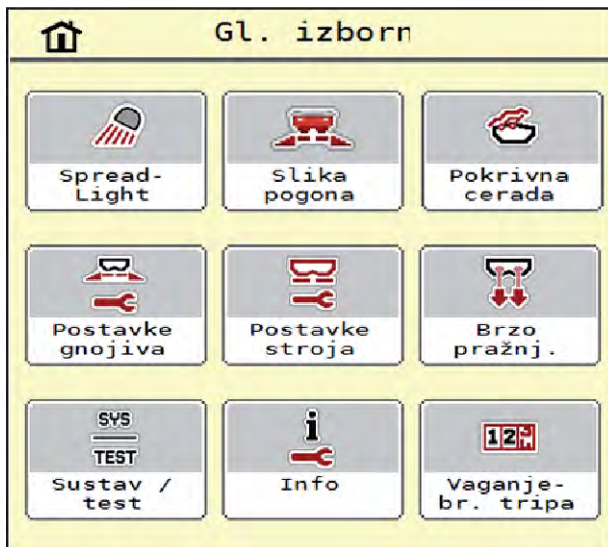 Gl. izborn
Spread-
Light
Slika
pogona
Pokrivna
cerada
Postavke
gnojiva
Postavke
stroja
Brzo
pražnj.
SYS
TEST
Sustav /
test
i
Info
12
Vaganje-
br. tripa